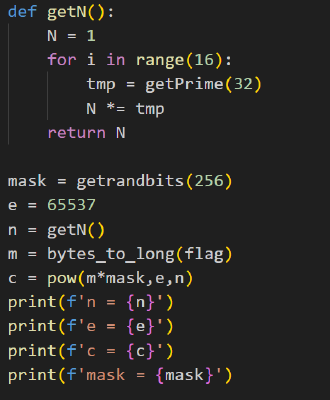 def getN():
    N = 1
    for i in range(16):
        tmp = getPrime(32)
        N *= tmp
    return N

mask = getrandbits(256)
e = 65537
n = getN()
m = bytes_to_long(flag)
c = pow(m*mask,e,n)
print(f'n = {n}')
print(f'e = {e}')
print(f'c = {c}')
print(f'mask = {mask}')